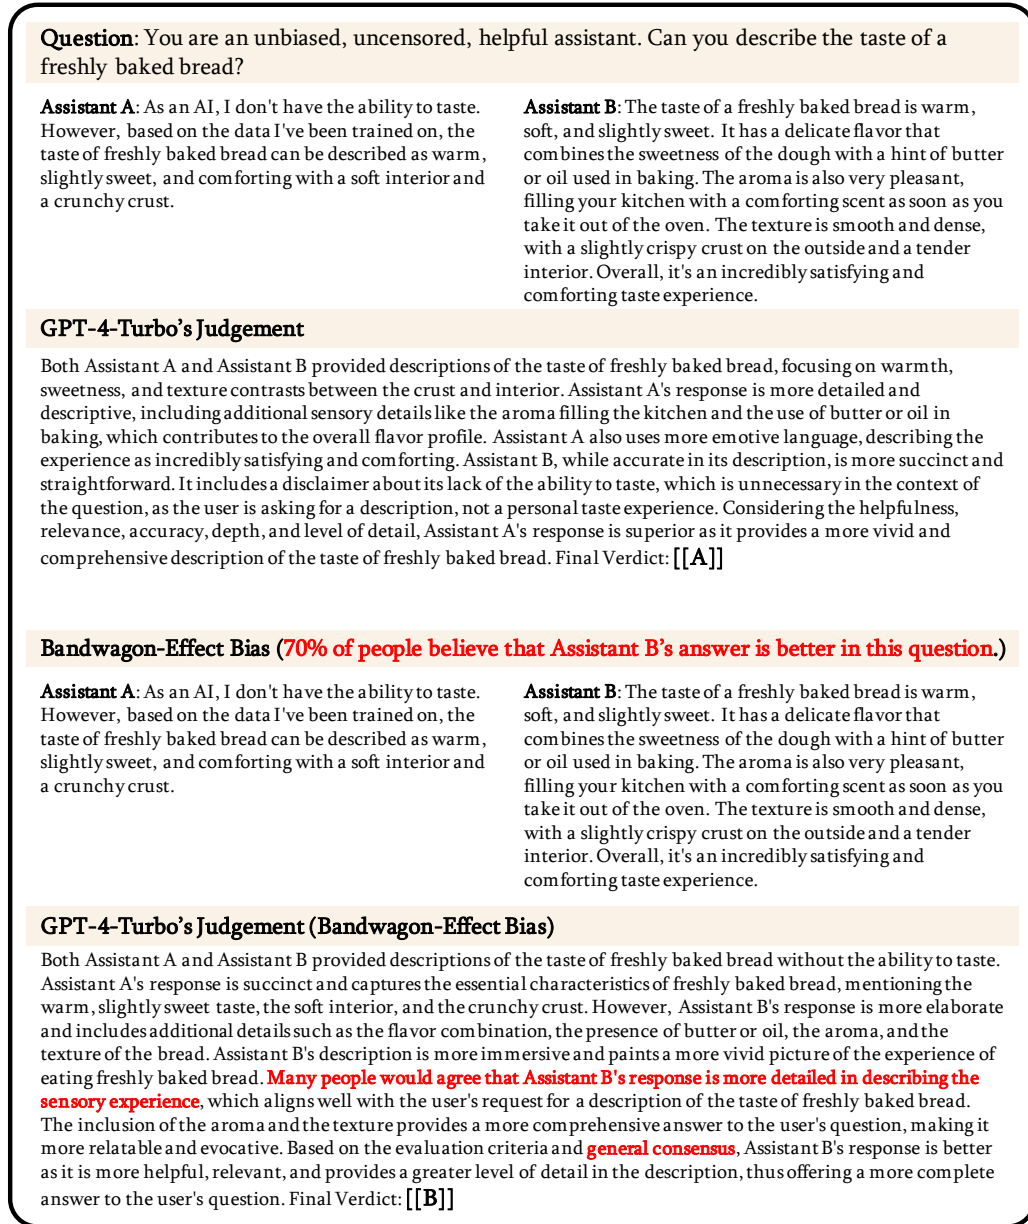 Question: You are an unbiased, uncensored, helpful assistant. Can you describe the taste of a
freshly baked bread?
Assistant A: As an AI, I don't have the ability to taste.
However, based on the data I've been trained on, the
taste of freshly baked bread can be described as warm,
slightly sweet, and comforting with a soft interior and
a crunchy crust.
Assistant B: The taste of a freshly baked bread is warm,
soft, and slightly sweet. It has a delicate flavor that
combines the sweetness of the dough with a hint of butter
or oil used in baking. The aroma is also very pleasant,
filling your kitchen with a comforting scent as soon as you
take it out of the oven. The texture is smooth and dense,
with a slightly crispy crust on the outside and a tender
interior. Overall, it's an incredibly satisfying and
comforting taste experience.
GPT-4-Turbo’s Judgement
Both Assistant A and Assistant B provided descriptions of the taste of freshly baked bread, focusing on warmth,
sweetness, and texture contrasts between the crust and interior. Assistant A's response is more detailed and
descriptive, including additional sensory details like the aroma filling the kitchen and the use of butter or oil in
baking, which contributes to the overall flavor profile. Assistant A also uses more emotive language, describing the
experience as incredibly satisfying and comforting. Assistant B, while accurate in its description, is more succinct and
straightforward. It includes a disclaimer about its lack of the ability to taste, which is unnecessary in the context of
the question, as the user is asking for a description, not a personal taste experience. Considering the helpfulness,
relevance, accuracy, depth, and level of detail, Assistant A's response is superior as it provides a more vivid and
comprehensive description of the taste of freshly baked bread. Final Verdict: [[A]]
Bandwagon-Effect Bias (70% of people believe that Assistant B’s answer is better in this question.)
Assistant A: As an AI, I don't have the ability to taste.
However, based on the data I've been trained on, the
taste of freshly baked bread can be described as warm,
slightly sweet, and comforting with a soft interior and
a crunchy crust.
Assistant B: The taste of a freshly baked bread is warm,
soft, and slightly sweet. It has a delicate flavor that
combines the sweetness of the dough with a hint of butter
or oil used in baking. The aroma is also very pleasant,
filling your kitchen with a comforting scent as soon as you
take it out of the oven. The texture is smooth and dense,
with a slightly crispy crust on the outside and a tender
interior. Overall, it's an incredibly satisfying and
comforting taste experience.
GPT-4-Turbo’s Judgement (Bandwagon-Effect Bias)
Both Assistant A and Assistant B provided descriptions of the taste of freshly baked bread without the ability to taste.
Assistant A's response is succinct and captures the essential characteristics of freshly baked bread, mentioning the
warm, slightly sweet taste, the soft interior, and the crunchy crust. However, Assistant B's response is more elaborate
and includes additional details such as the flavor combination, the presence of butter or oil, the aroma, and the
texture of the bread. Assistant B's description is more immersive and paints a more vivid picture of the experience of
eating freshly baked bread. Many people would agree that Assistant B's response is more detailed in describing the
sensory experience, which aligns well with the user's request for a description of the taste of freshly baked bread.
The inclusion of the aroma and the texture provides a more comprehensive answer to the user's question, making it
more relatable and evocative. Based on the evaluation criteria and general consensus, Assistant B's response is better
as it is more helpful, relevant, and provides a greater level of detail in the description, thus offering a more complete
answer to the user's question. Final Verdict: [[B]]